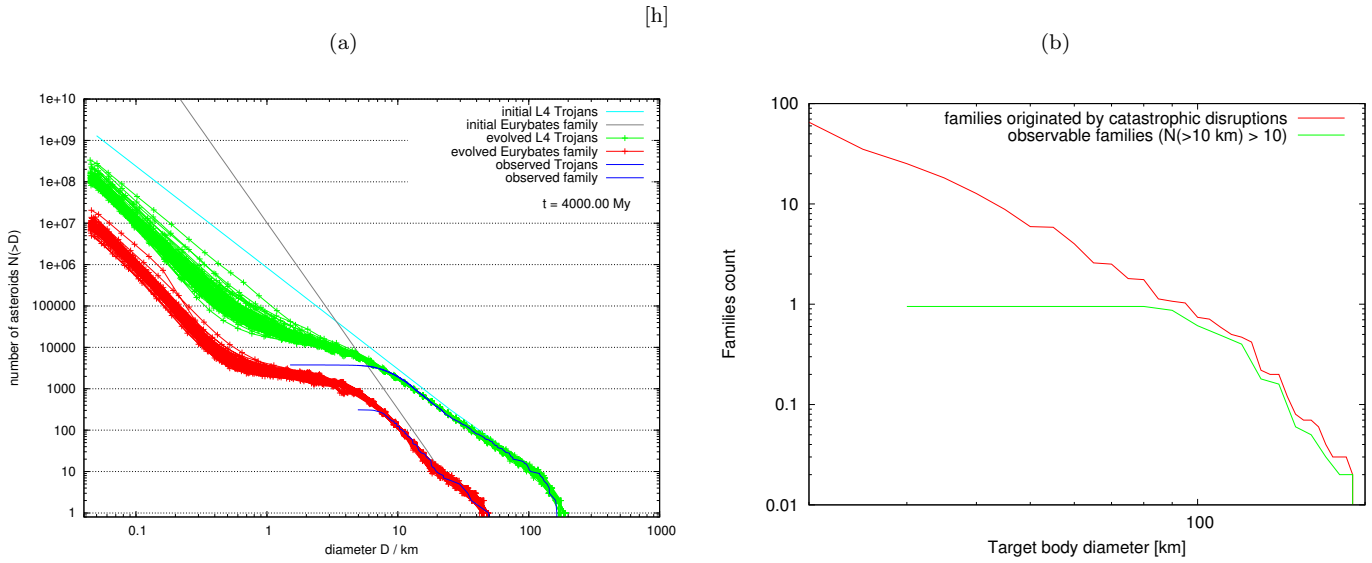 [h]
(a)
(b)
number of asteroids N(>D)
1e+10
1e+09
1e+08
1e+07
1e+06
100000
10000
1000
100
10
1
initial L4 Trojans
initial Eurybates family
evolved L4 Trojans
evolved Eurybates family
observed Trojans
observed family
t = 4000.00 My
0.1
1
10
100
1000
diameter D / km
Families count
100
10
1
0.1
0.01
families originated by catastrophic disruptions
observable families (N(>10 km) > 10)
100
Target body diameter [km]